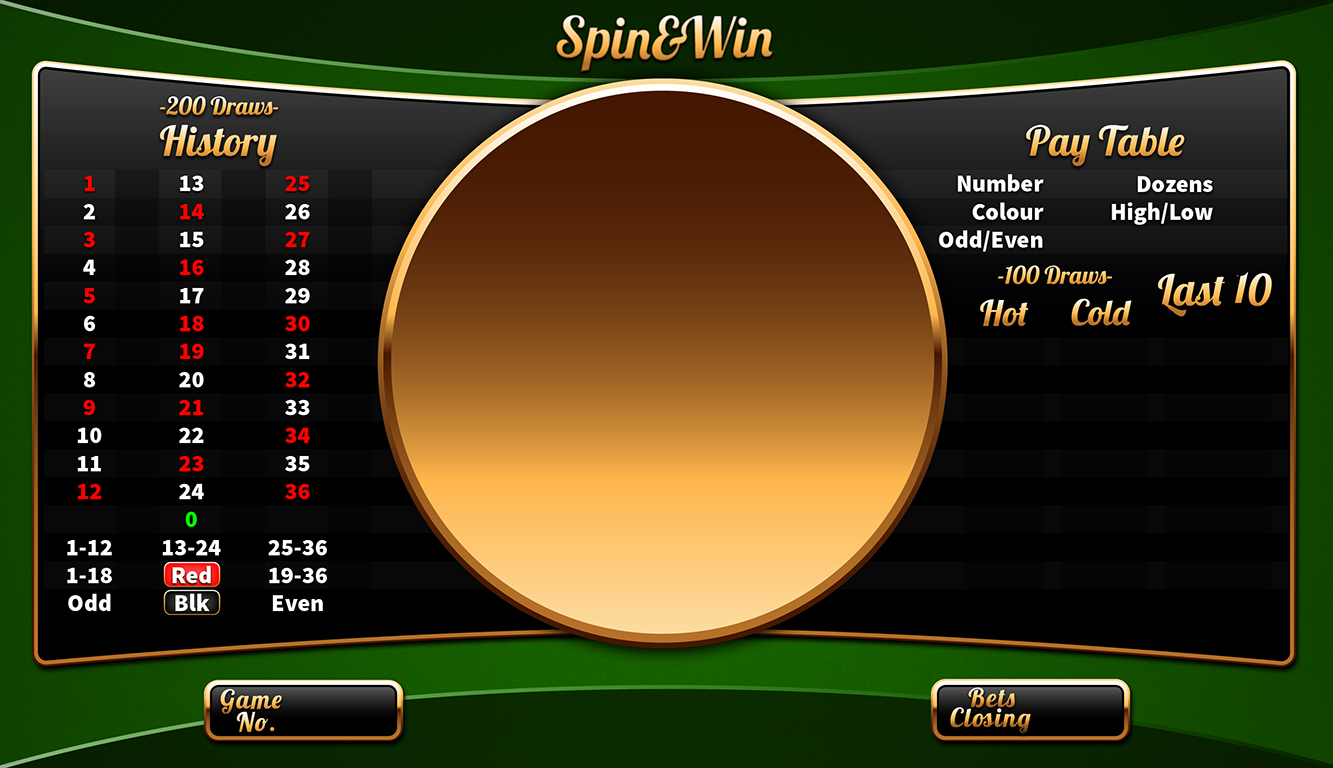 Spin&Win
-200 Draws-
History
1 13 25
2 14 26
3 15 27
4 16 28
5 17 29
6 18 30
7 19 31
8 20 32
9 21 33
10 22 34
11 23 35
12 24 36
0
1-12 13-24 25-36
1-18 Red 19-36
Odd Blk Even
Pay Table
Number Dozens
Colour High/Low
Odd/Even
-100 Draws-
Hot Cold
Last 10
Game
No.
Bets
Closing